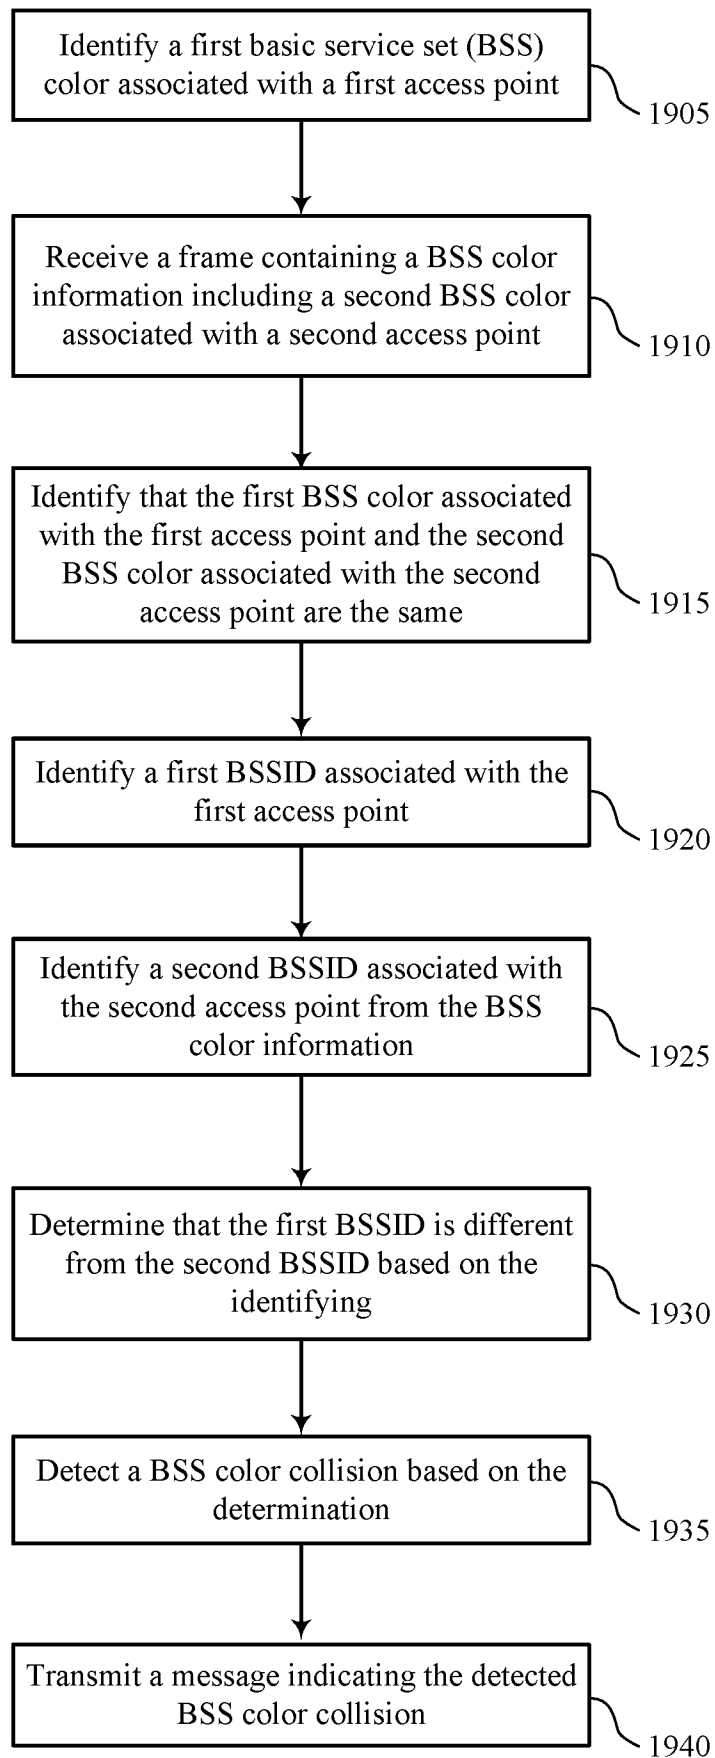 Identify a first basic service set (BSS)
color associated with a first access point
1905
Receive a frame containing a BSS color
information including a second BSS color
associated with a second access point
1910
Identify that the first BSS color associated
with the first access point and the second
BSS color associated with the second
access point are the same
1915
Identify a first BSSID associated with the
first access point
1920
Identify a second BSSID associated with
the second access point from the BSS
color information
1925
Determine that the first BSSID is different
from the second BSSID based on the
identifying
1930
Detect a BSS color collision based on the
determination
1935
Transmit a message indicating the detected
BSS color collision
1940